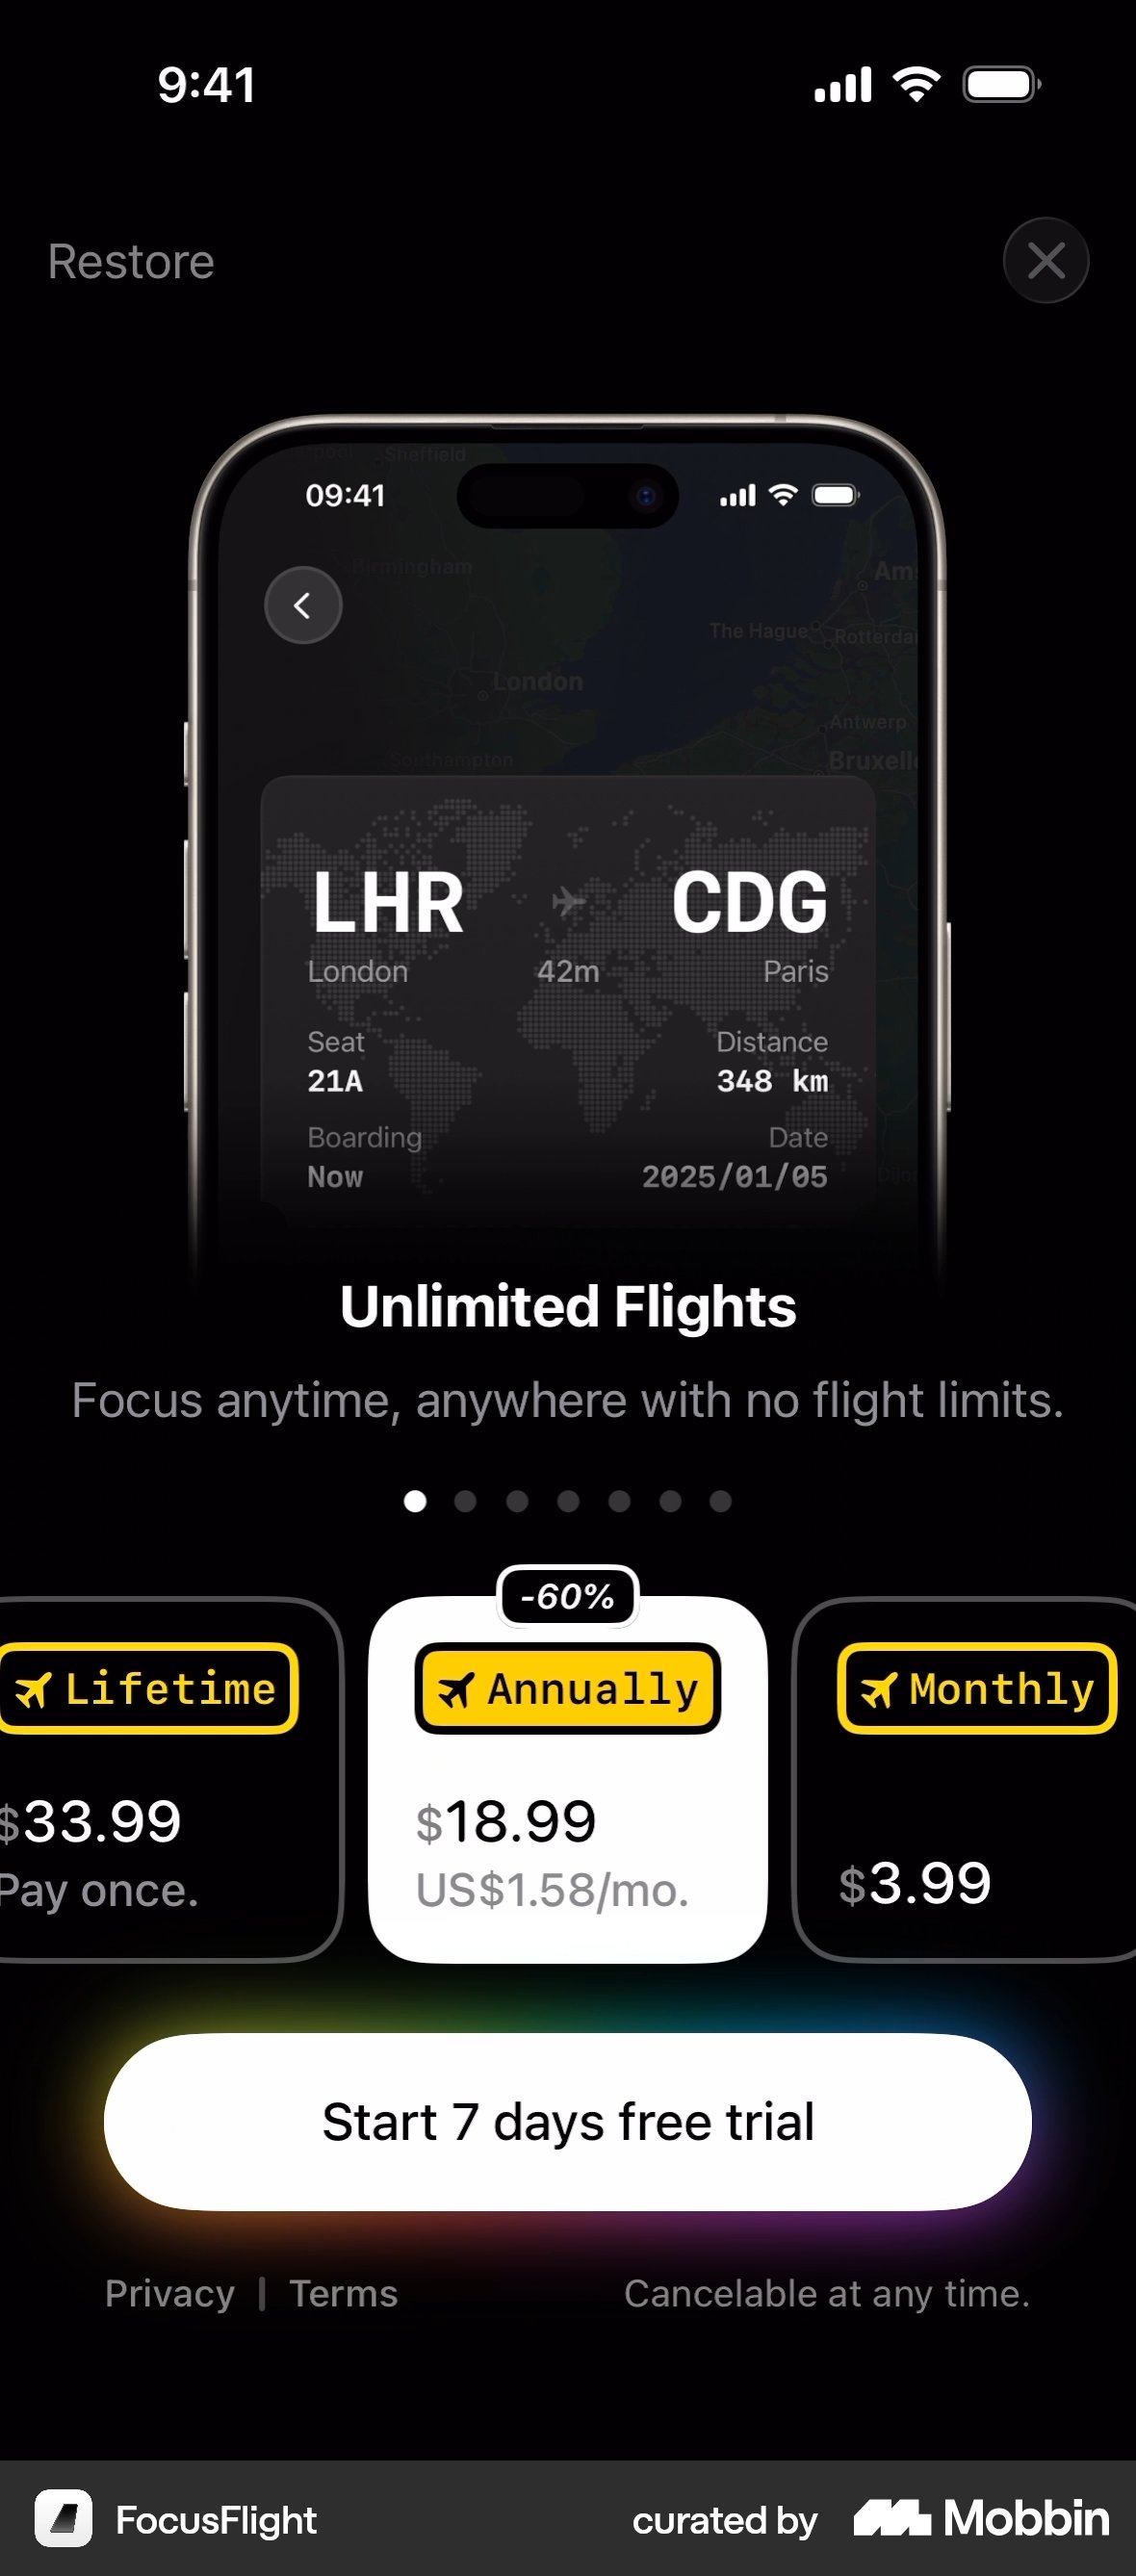 9:41
Restore
Sheffield
09:41
Birmingham
Ams
The Hague
Rotterda
London
Antwerp
Southampton
Bruxelle
LHR
CDG
London
42m
Paris
Seat
Distance
21A
348 km
Boarding
Date
Now
2025/01/05
Unlimited Flights
Focus anytime, anywhere with no flight limits.
-60%
Lifetime
Annually
Monthly
$33.99
$18.99
Pay once.
US$1.58/mo.
$3.99
Start 7 days free trial
Privacy | Terms
Cancelable at any time.
FocusFlight
curated by Mobbin